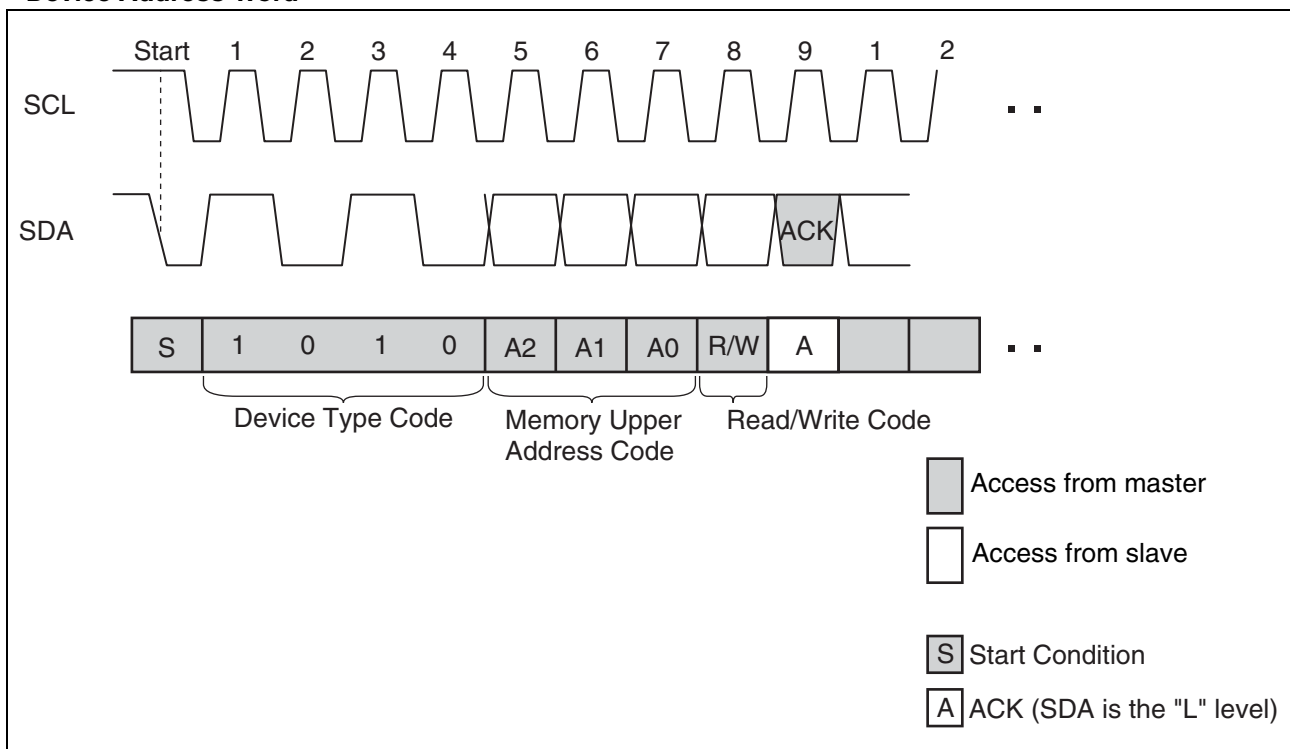 Device Address Word
Start 1 2 3 4 5 6 7 8 9 1 2
SCL
SDA
ACK
S 1 0 1 0 A2 A1 A0 R/W A
Device Type Code
Memory Upper
Address Code
Read/Write Code
Access from master
Access from slave
S Start Condition
A ACK (SDA is the "L" level)